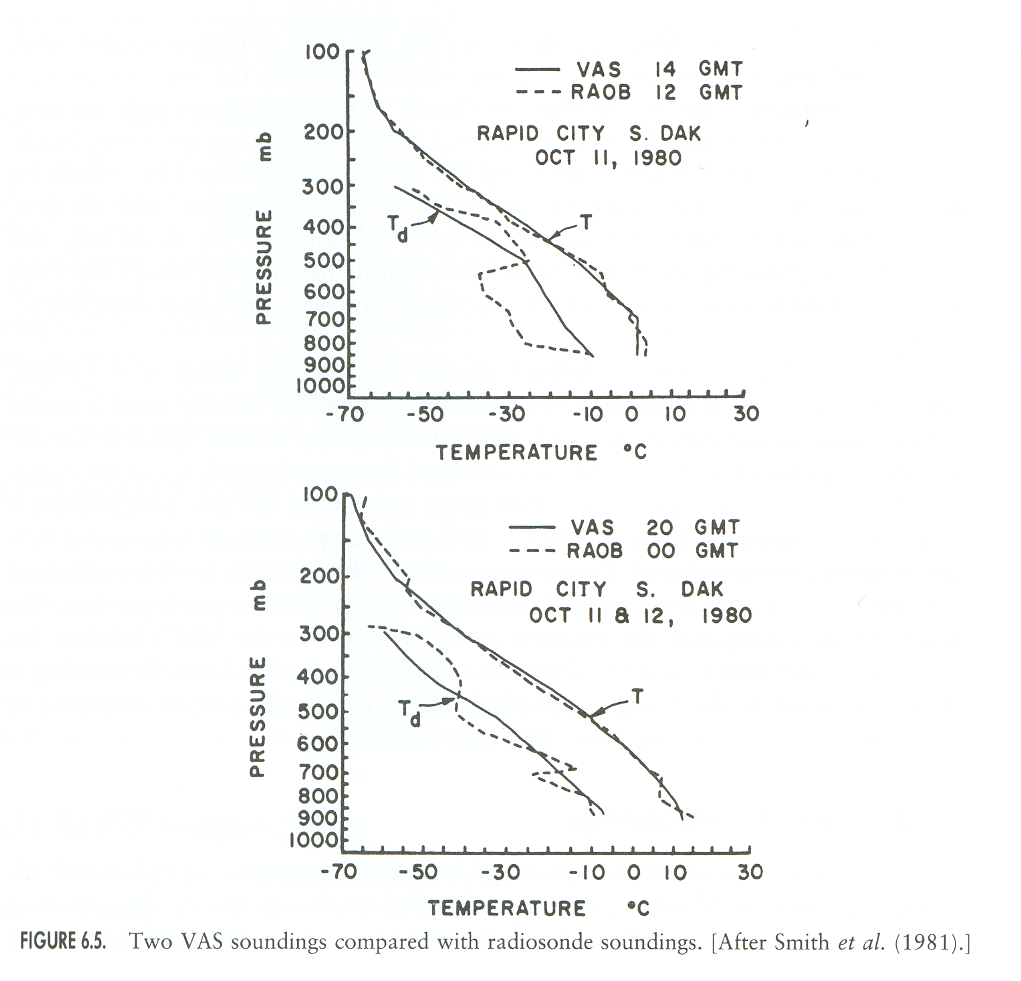 100
200
300
400
500
600
700
800
900
1000
PRESSURE mb
VAS 14 GMT
RAOB 12 GMT
RAPID CITY S. DAK
OCT 11, 1980
Td
T
-70 -50 -30 -10 0 10 30
TEMPERATURE °C
100
200
300
400
500
600
700
800
900
1000
PRESSURE mb
VAS 20 GMT
RAOB 00 GMT
RAPID CITY S. DAK
OCT 11 & 12, 1980
Td
T
-70 -50 -30 -10 0 10 30
TEMPERATURE °C
FIGURE 6.5. Two VAS soundings compared with radiosonde soundings. [After Smith et al. (1981).]